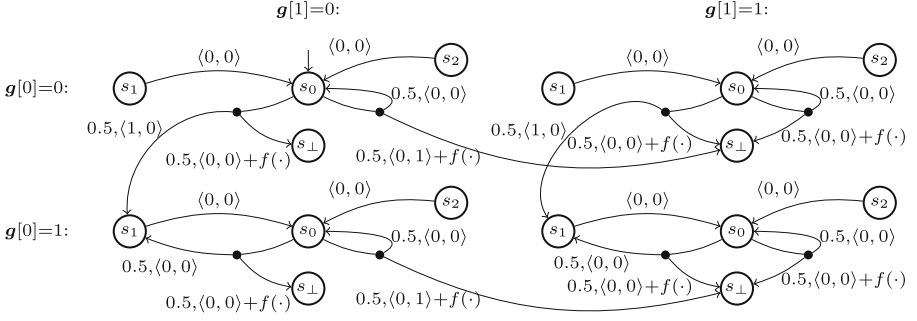 g[1]=0: g[1]=1:
⟨0, 0⟩ ⟨0, 0⟩ ⟨0, 0⟩ ⟨0, 0⟩
g[0]=0: s₁ s₀ s₂ s₁ s₀ s₂
0.5,⟨0, 0⟩ 0.5,⟨0, 0⟩
0.5,⟨1, 0⟩ 0.5,⟨1, 0⟩
0.5,⟨0, 0⟩+f(·) s⊥ 0.5,⟨0, 1⟩+f(·) 0.5,⟨0, 0⟩+f(·) s⊥ 0.5,⟨0, 0⟩+f(·)
⟨0, 0⟩ ⟨0, 0⟩ ⟨0, 0⟩ ⟨0, 0⟩
g[0]=1: s₁ s₀ s₂ s₁ s₀ s₂
0.5,⟨0, 0⟩ 0.5,⟨0, 0⟩
0.5,⟨0, 0⟩ 0.5,⟨0, 0⟩
0.5,⟨0, 0⟩+f(·) s⊥ 0.5,⟨0, 1⟩+f(·) 0.5,⟨0, 0⟩+f(·) s⊥ 0.5,⟨0, 0⟩+f(·)